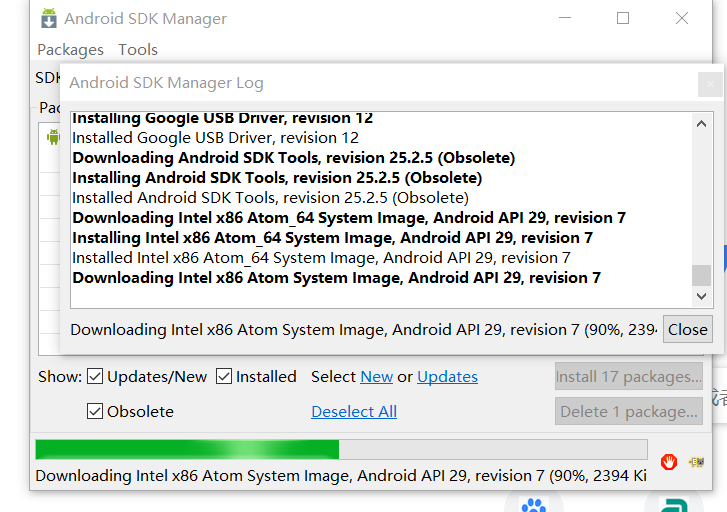 Android SDK Manager
Packages Tools
SDK
Android SDK Manager Log
Pac
Installing Google USB Driver, revision 12
Installed Google USB Driver, revision 12
Downloading Android SDK Tools, revision 25.2.5 (Obsolete)
Installing Android SDK Tools, revision 25.2.5 (Obsolete)
Installed Android SDK Tools, revision 25.2.5 (Obsolete)
Downloading Intel x86 Atom_64 System Image, Android API 29, revision 7
Installing Intel x86 Atom_64 System Image, Android API 29, revision 7
Installed Intel x86 Atom_64 System Image, Android API 29, revision 7
Downloading Intel x86 Atom System Image, Android API 29, revision 7
Downloading Intel x86 Atom System Image, Android API 29, revision 7 (90%, 2394 Close
Show: Updates/New Installed Select New or Updates Install 17 packages...
或者
Obsolete Deselect All Delete 1 package...
Downloading Intel x86 Atom System Image, Android API 29, revision 7 (90%, 2394 Ki